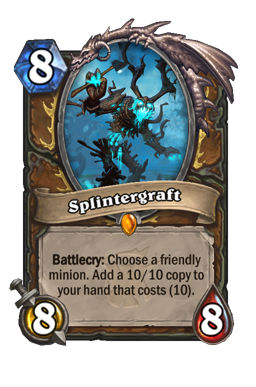 8
Splintergraft
Battlecry: Choose a friendly
minion. Add a 10/10 copy to
your hand that costs (10).
8
8